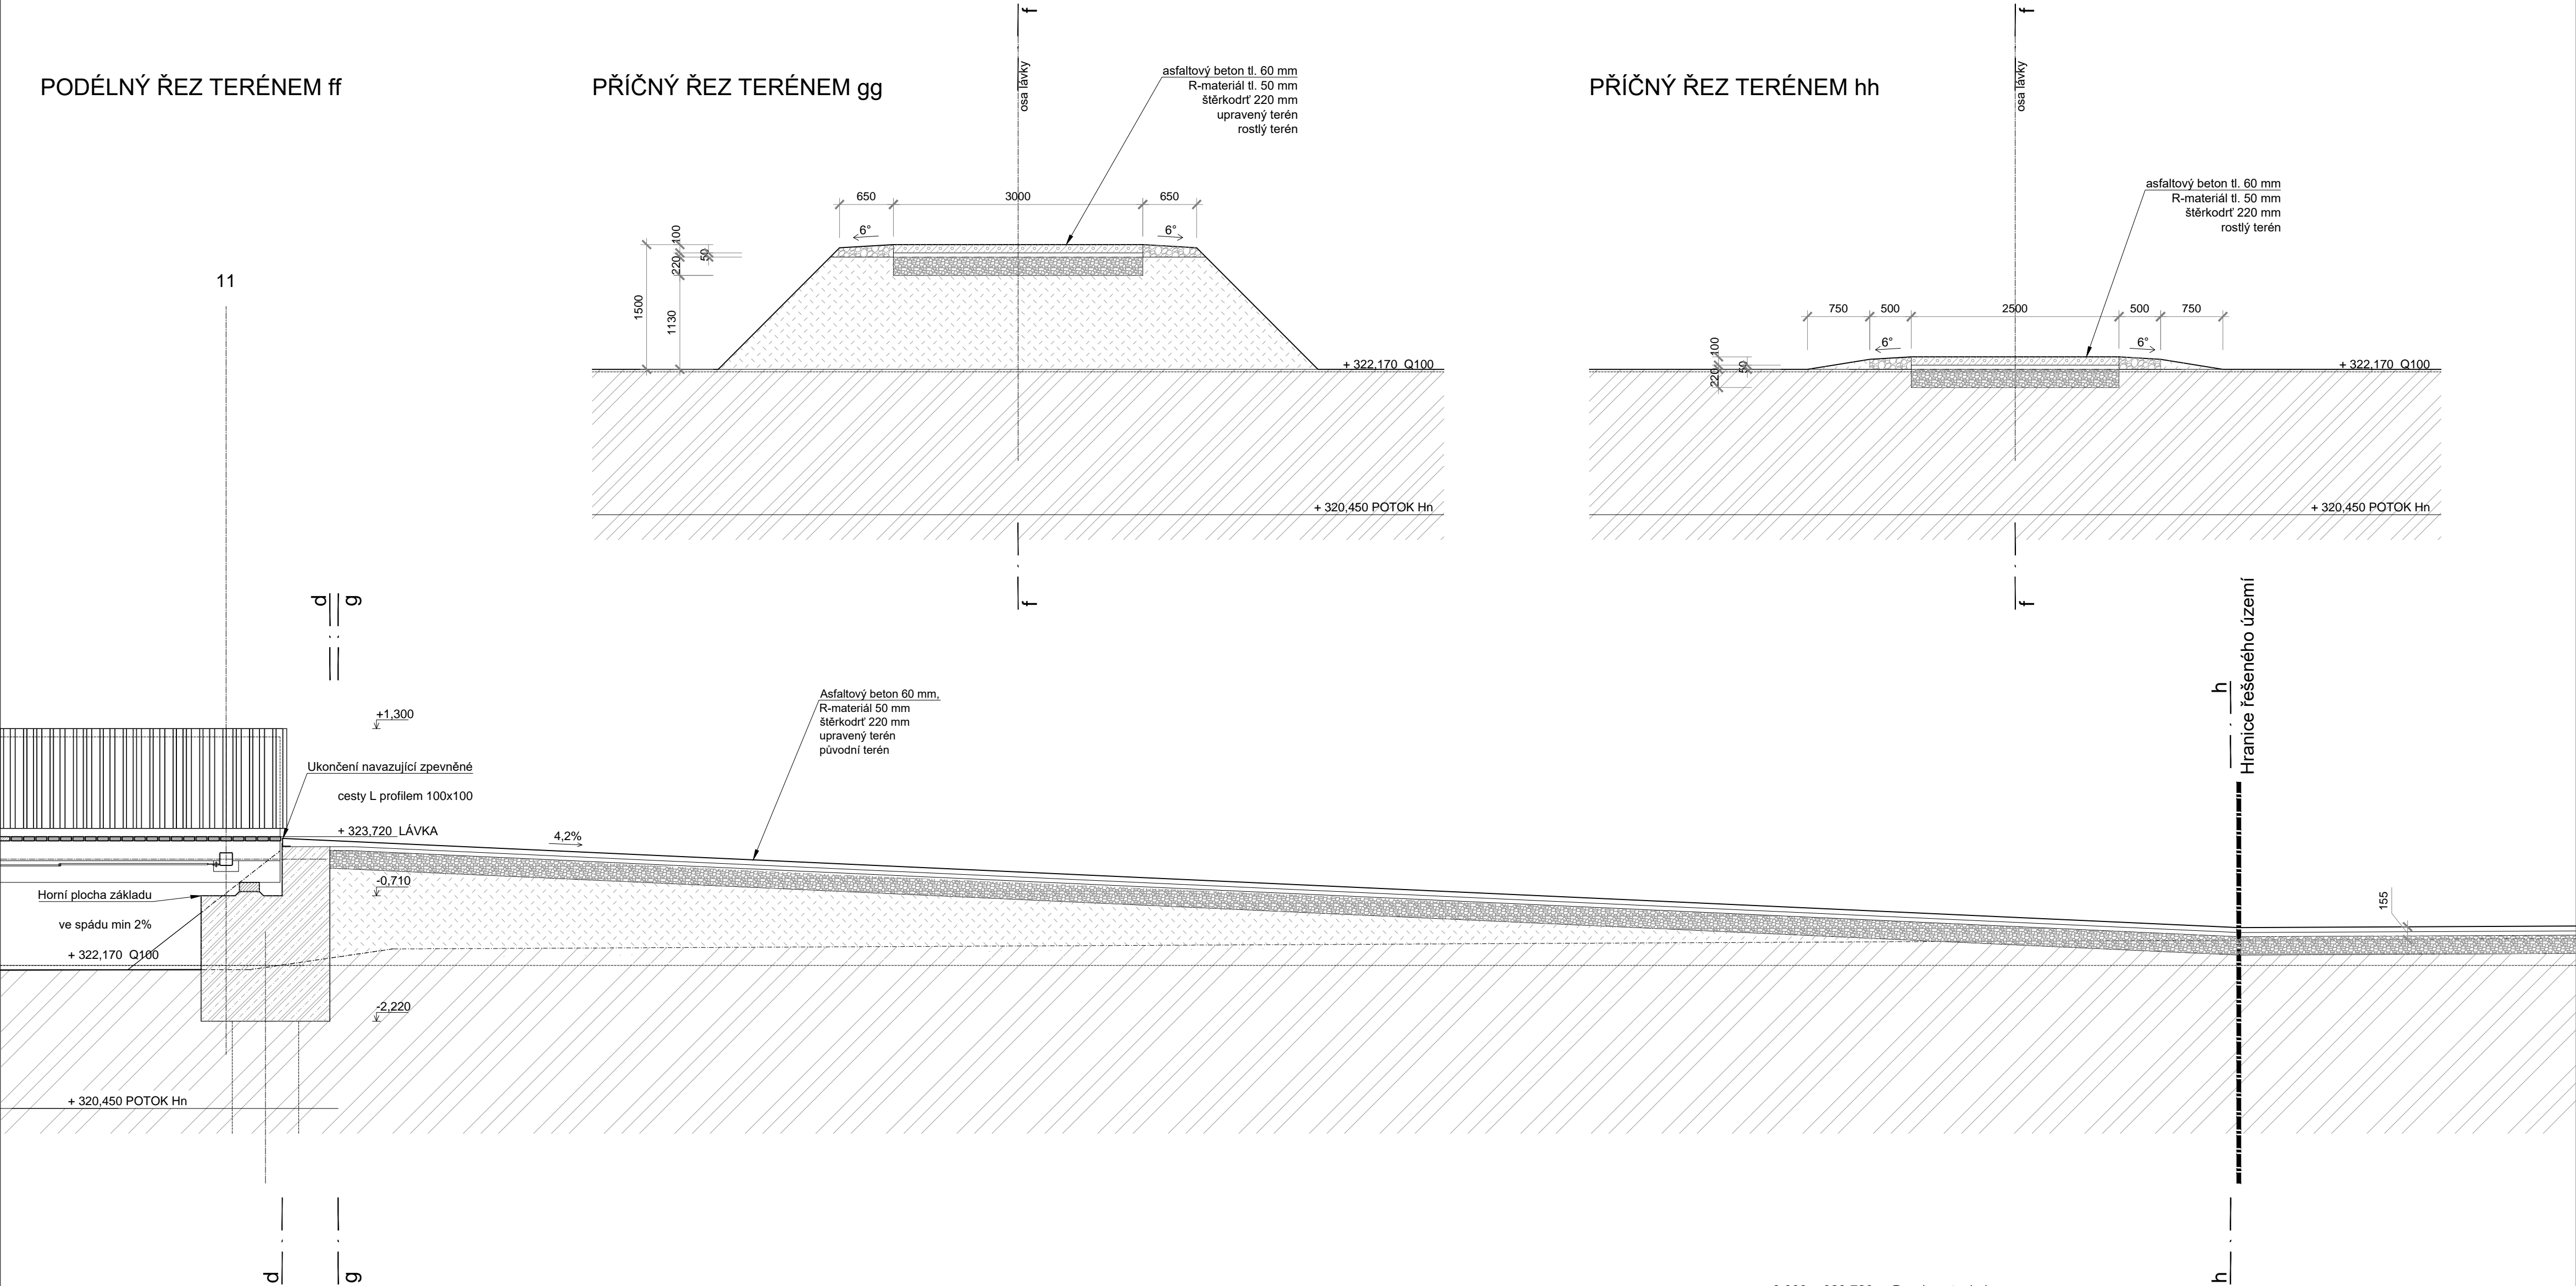 PODÉLNÝ ŘEZ TERÉNEM ff
11
PŘÍČNÝ ŘEZ TERÉNEM gg
f
osa lávky
asfaltový beton tl. 60 mm
R-materiál tl. 50 mm
štěrkodrť 220 mm
upravený terén
rostlý terén
650
3000
650
6°
6°
100
50
220
1500
1130
+ 322,170 Q100
+ 320,450 POTOK Hn
f
PŘÍČNÝ ŘEZ TERÉNEM hh
f
osa lávky
asfaltový beton tl. 60 mm
R-materiál tl. 50 mm
štěrkodrť 220 mm
rostlý terén
750
500
2500
500
750
6°
6°
100
50
220
+ 322,170 Q100
+ 320,450 POTOK Hn
f
d
g
h
Hranice řešeného území
+1,300
Asfaltový beton 60 mm,
R-materiál 50 mm
štěrkodrť 220 mm
upravený terén
původní terén
Ukončení navazující zpevněné
cesty L profilem 100x100
+ 323,720 LÁVKA
4,2%
-0,710
Horní plocha základu
ve spádu min 2%
+ 322,170 Q100
155
-2,220
+ 320,450 POTOK Hn
d
g
h